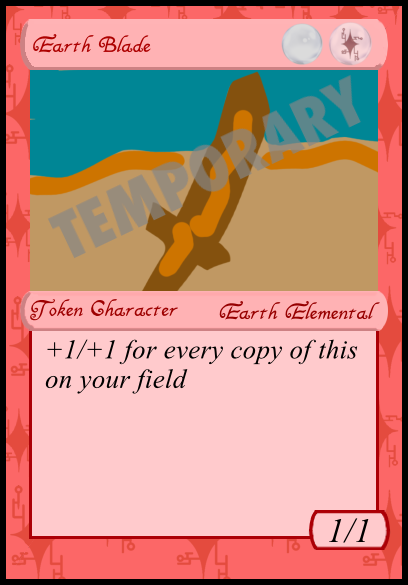 Earth Blade
TEMPORARY
Token Character
Earth Elemental
+1/+1 for every copy of this
on your field
1/1